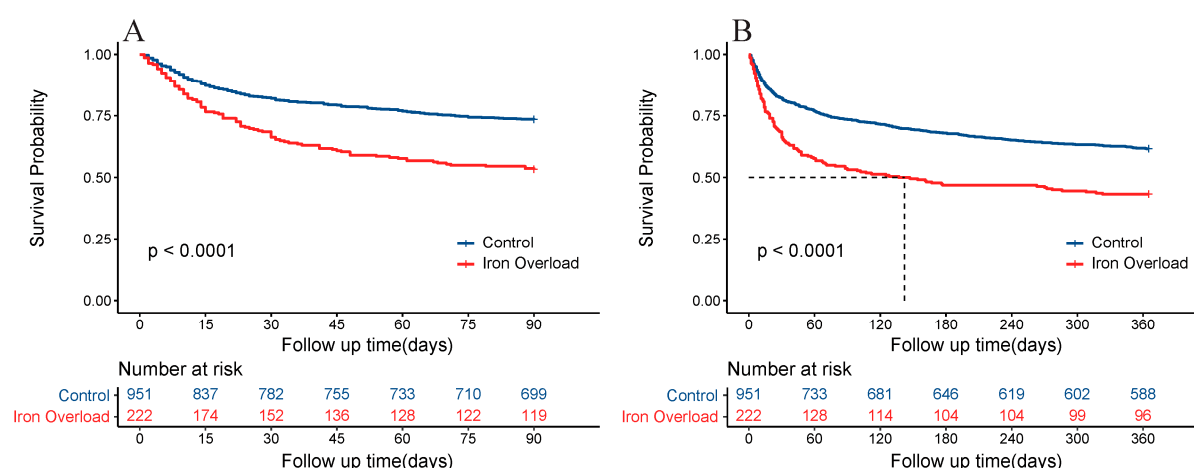 A
1.00
0.75
0.50
0.25
0.00
Survival Probability
p < 0.0001
Control
Iron Overload
0 15 30 45 60 75 90
Follow up time(days)
Number at risk
Control 951 837 782 755 733 710 699
Iron Overload 222 174 152 136 128 122 119
0 15 30 45 60 75 90
Follow up time(days)
B
1.00
0.75
0.50
0.25
0.00
Survival Probability
p < 0.0001
Control
Iron Overload
0 60 120 180 240 300 360
Follow up time(days)
Number at risk
Control 951 733 681 646 619 602 588
Iron Overload 222 128 114 104 104 99 96
0 60 120 180 240 300 360
Follow up time(days)